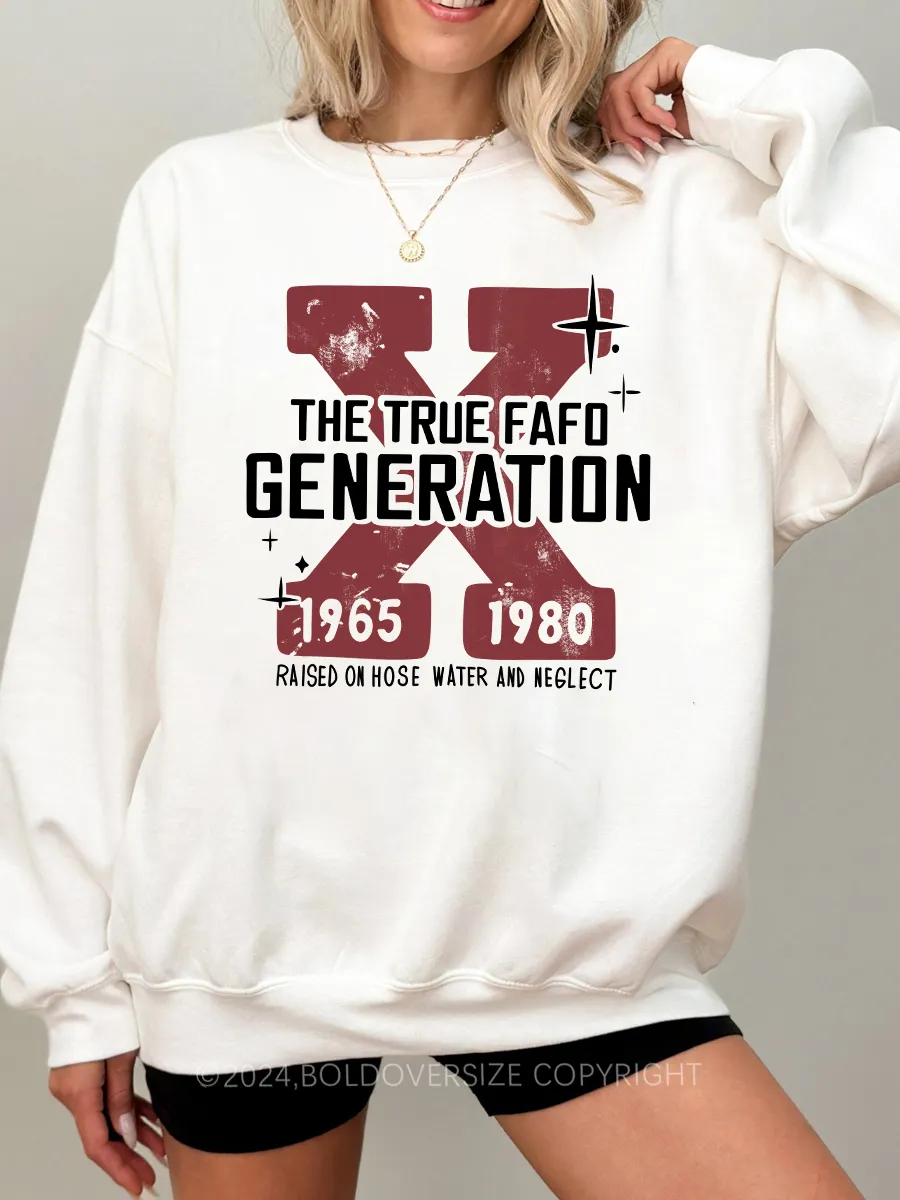 X
THE TRUE FAFO
GENERATION
1965 1980
RAISED ON HOSE WATER AND NEGLECT
©2024,BOLDOVERSIZE COPYRIGHT